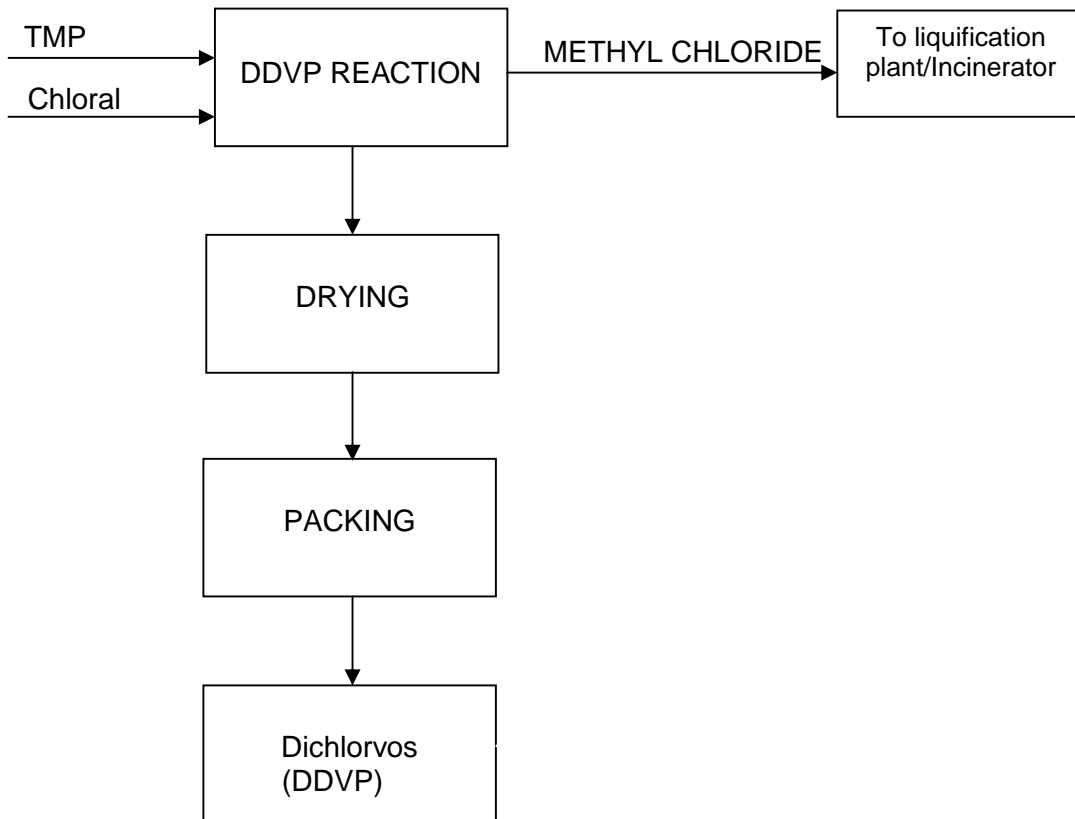 TMP
Chloral
DDVP REACTION
METHYL CHLORIDE
To liquification
plant/Incinerator
DRYING
PACKING
Dichlorvos
(DDVP)